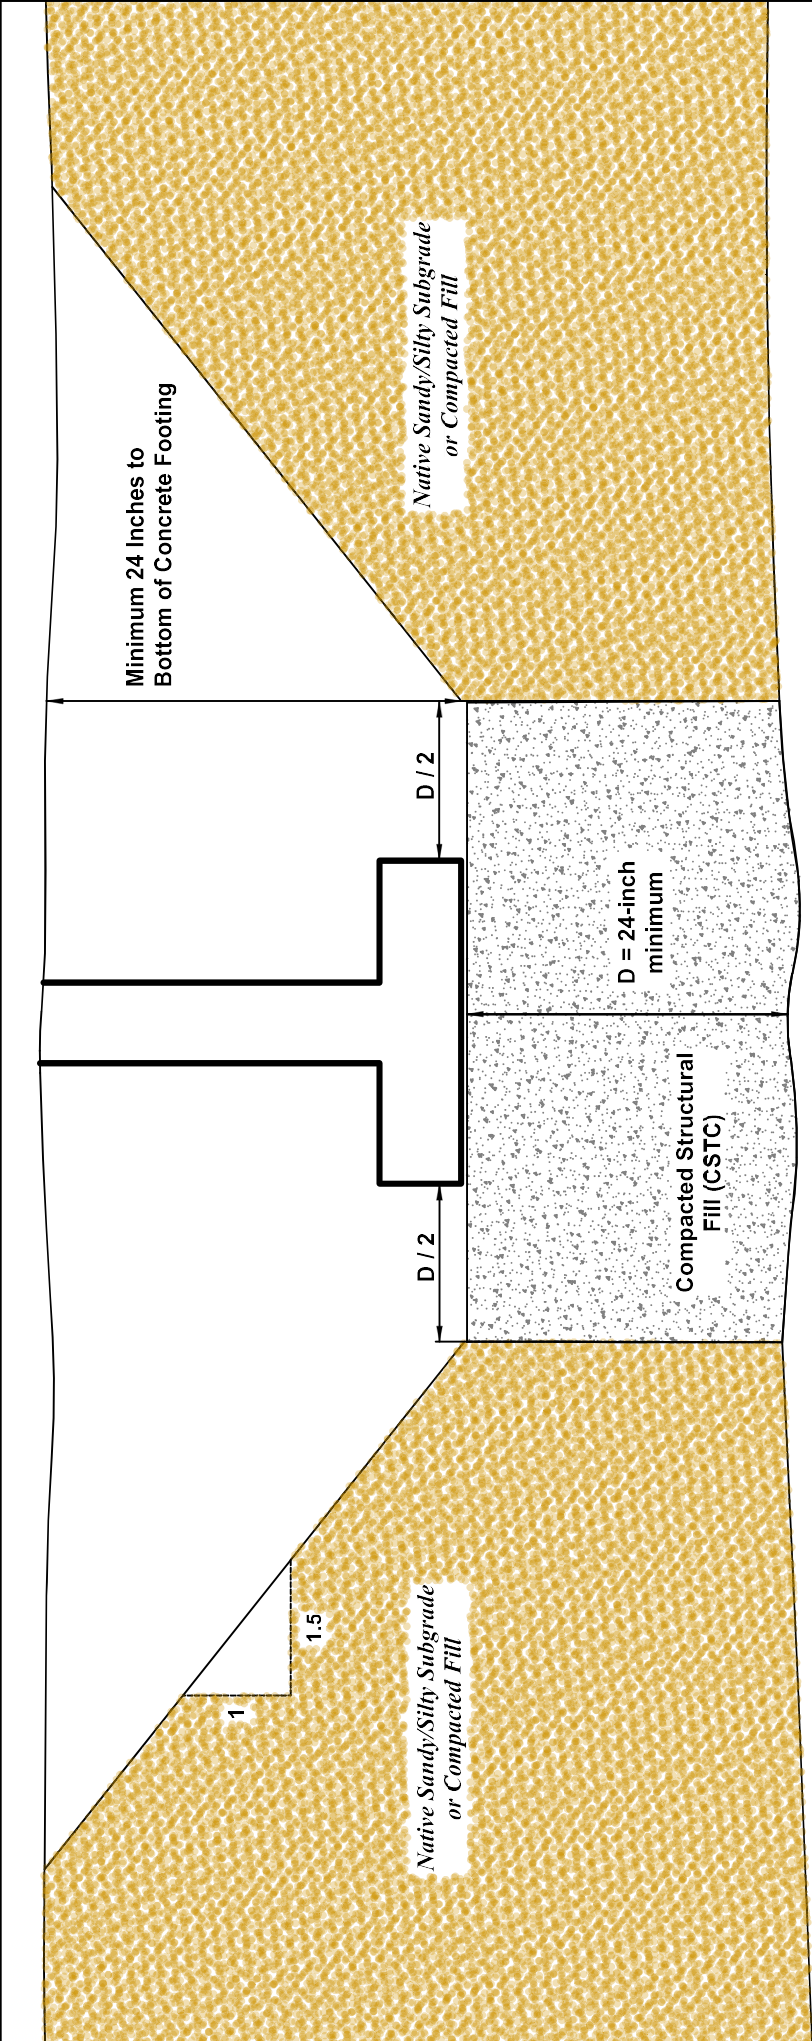 Minimum 24 Inches to
Bottom of Concrete Footing
D / 2
D / 2
1
1.5
Native Sandy/Silty Subgrade
or Compacted Fill
Native Sandy/Silty Subgrade
or Compacted Fill
D = 24-inch
minimum
Compacted Structural
Fill (CSTC)